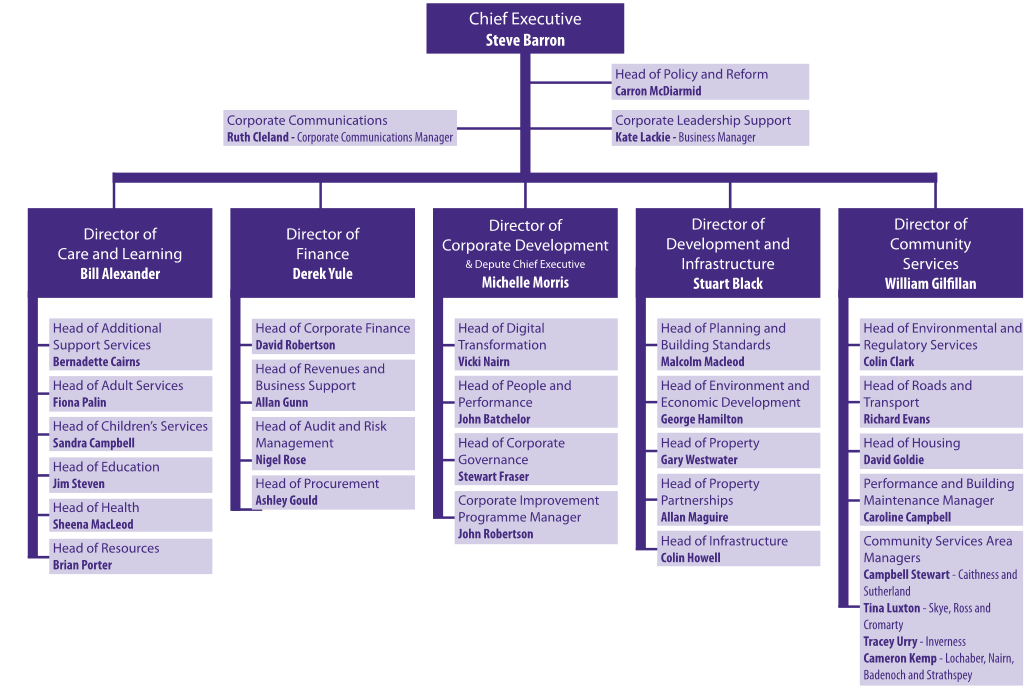 Chief Executive
Steve Barron
Head of Policy and Reform
Carron McDiarmid
Corporate Communications
Ruth Cleland - Corporate Communications Manager
Corporate Leadership Support
Kate Lackie - Business Manager
Director of
Care and Learning
Bill Alexander
Head of Additional
Support Services
Bernadette Cairns
Head of Adult Services
Fiona Palin
Head of Children's Services
Sandra Campbell
Head of Education
Jim Steven
Head of Health
Sheena MacLeod
Head of Resources
Brian Porter
Director of
Finance
Derek Yule
Head of Corporate Finance
David Robertson
Head of Revenues and
Business Support
Allan Gunn
Head of Audit and Risk
Management
Nigel Rose
Head of Procurement
Ashley Gould
Director of
Corporate Development
& Depute Chief Executive
Michelle Morris
Head of Digital
Transformation
Vicki Nairn
Head of People and
Performance
John Batchelor
Head of Corporate
Governance
Stewart Fraser
Corporate Improvement
Programme Manager
John Robertson
Director of
Development and
Infrastructure
Stuart Black
Head of Planning and
Building Standards
Malcolm Macleod
Head of Environment and
Economic Development
George Hamilton
Head of Property
Gary Westwater
Head of Property
Partnerships
Allan Maguire
Head of Infrastructure
Colin Howell
Director of
Community
Services
William Gilfillan
Head of Environmental and
Regulatory Services
Colin Clark
Head of Roads and
Transport
Richard Evans
Head of Housing
David Goldie
Performance and Building
Maintenance Manager
Caroline Campbell
Community Services Area
Managers
Campbell Stewart - Caithness and
Sutherland
Tina Luxton - Skye, Ross and
Cromarty
Tracey Urry - Inverness
Cameron Kemp - Lochaber, Nairn,
Badenoch and Strathspey